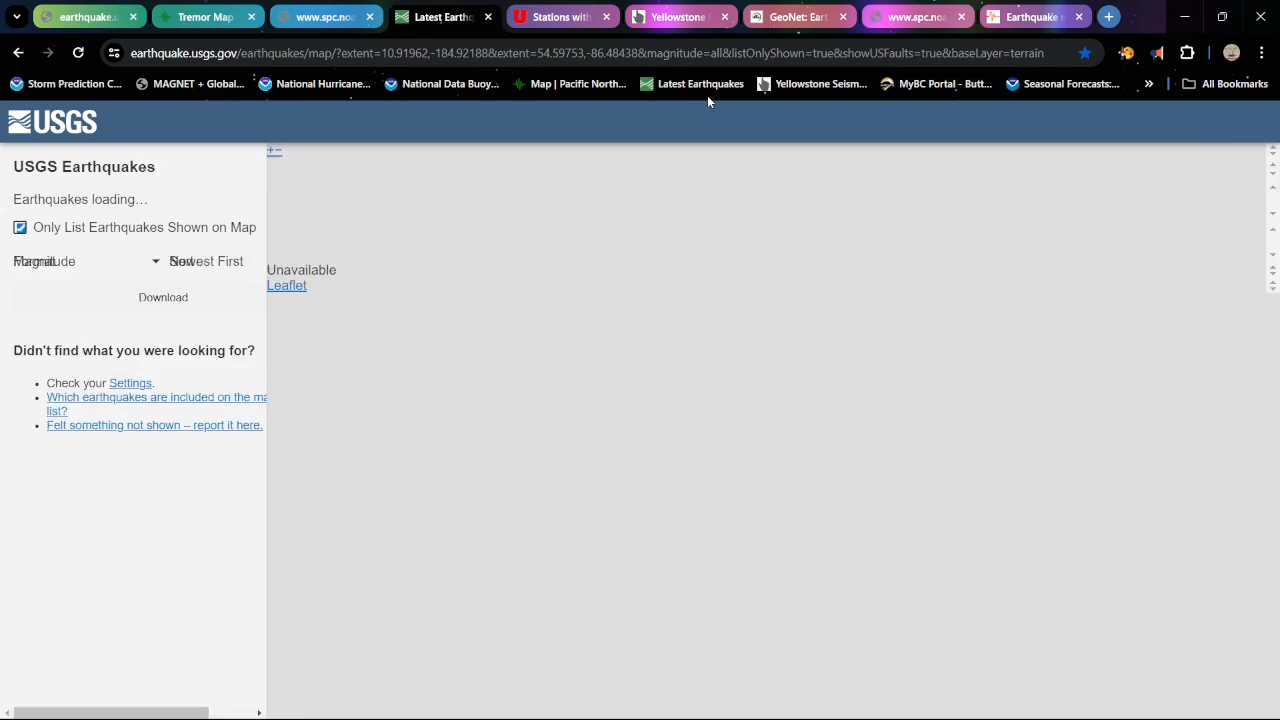 earthquake.u
Tremor Map
www.spc.noa
Latest Earthq
Stations with
Yellowstone
GeoNet: Eart
www.spc.noa
Earthquake
earthquake.usgs.gov/earthquakes/map/?extent=10.91962,-184.92188&extent=54.59753,-86.48438&magnitude=all&listOnlyShown=true&showUSFaults=true&baseLayer=terrain
Storm Prediction C...
MAGNET + Global...
National Hurricane...
National Data Buoy...
Map | Pacific North...
Latest Earthquakes
Yellowstone Seism...
MyBC Portal - Butt...
Seasonal Forecasts:...
»
All Bookmarks
USGS
USGS Earthquakes
Earthquakes loading…
Only List Earthquakes Shown on Map
Magnitude
Format
Newest First
Sort
Download
Didn't find what you were looking for?
• Check your Settings.
• Which earthquakes are included on the ma
list?
• Felt something not shown – report it here.
+−
Unavailable
Leaflet